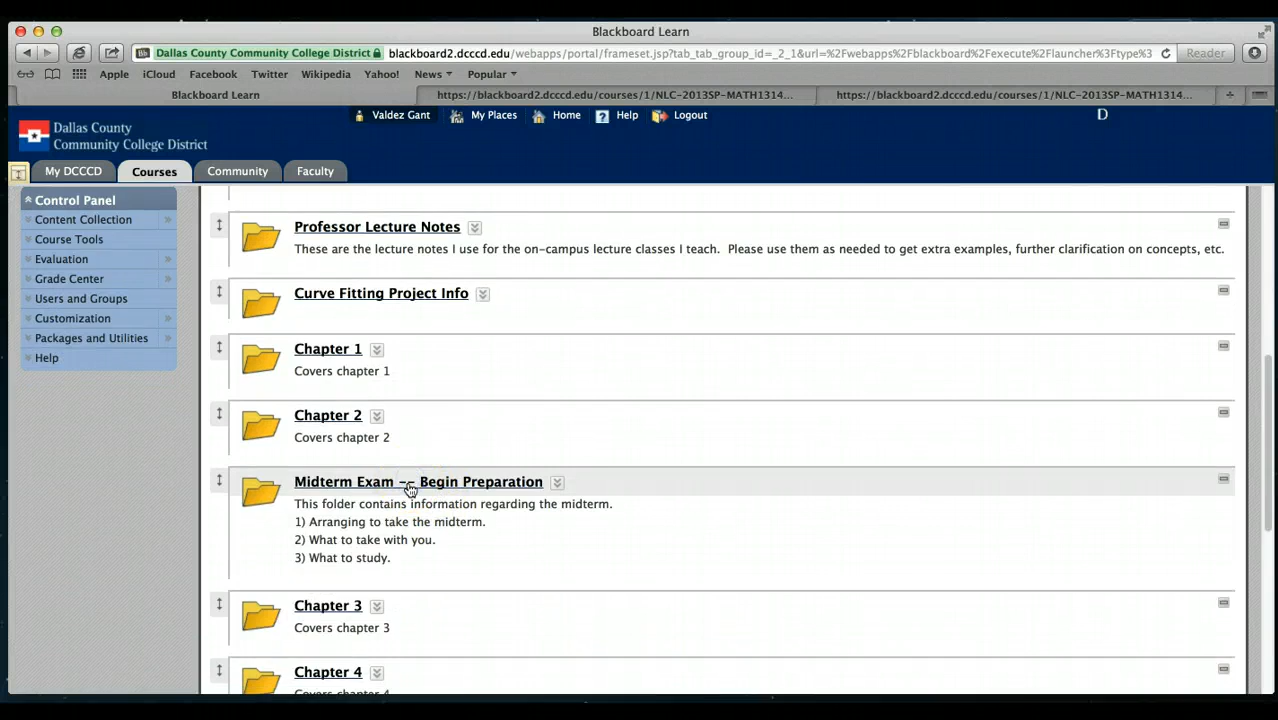 Blackboard Learn
Dallas County Community College District blackboard2.dcccd.edu/webapps/portal/frameset.jsp?tab_tab_group_id=_2_1&url=%2Fwebapps%2Fblackboard%2Fexecute%2Flauncher%3Ftype%3 Reader
Apple iCloud Facebook Twitter Wikipedia Yahoo! News Popular
Blackboard Learn https://blackboard2.dcccd.edu/courses/1/NLC-2013SP-MATH1314... https://blackboard2.dcccd.edu/courses/1/NLC-2013SP-MATH1314...
Valdez Gant My Places Home Help Logout D
Dallas County
Community College District
My DCCCD Courses Community Faculty
Control Panel
Content Collection
Course Tools
Evaluation
Grade Center
Users and Groups
Customization
Packages and Utilities
Help
Professor Lecture Notes
These are the lecture notes I use for the on-campus lecture classes I teach. Please use them as needed to get extra examples, further clarification on concepts, etc.
Curve Fitting Project Info
Chapter 1
Covers chapter 1
Chapter 2
Covers chapter 2
Midterm Exam -- Begin Preparation
This folder contains information regarding the midterm.
1) Arranging to take the midterm.
2) What to take with you.
3) What to study.
Chapter 3
Covers chapter 3
Chapter 4
Covers chapter 4